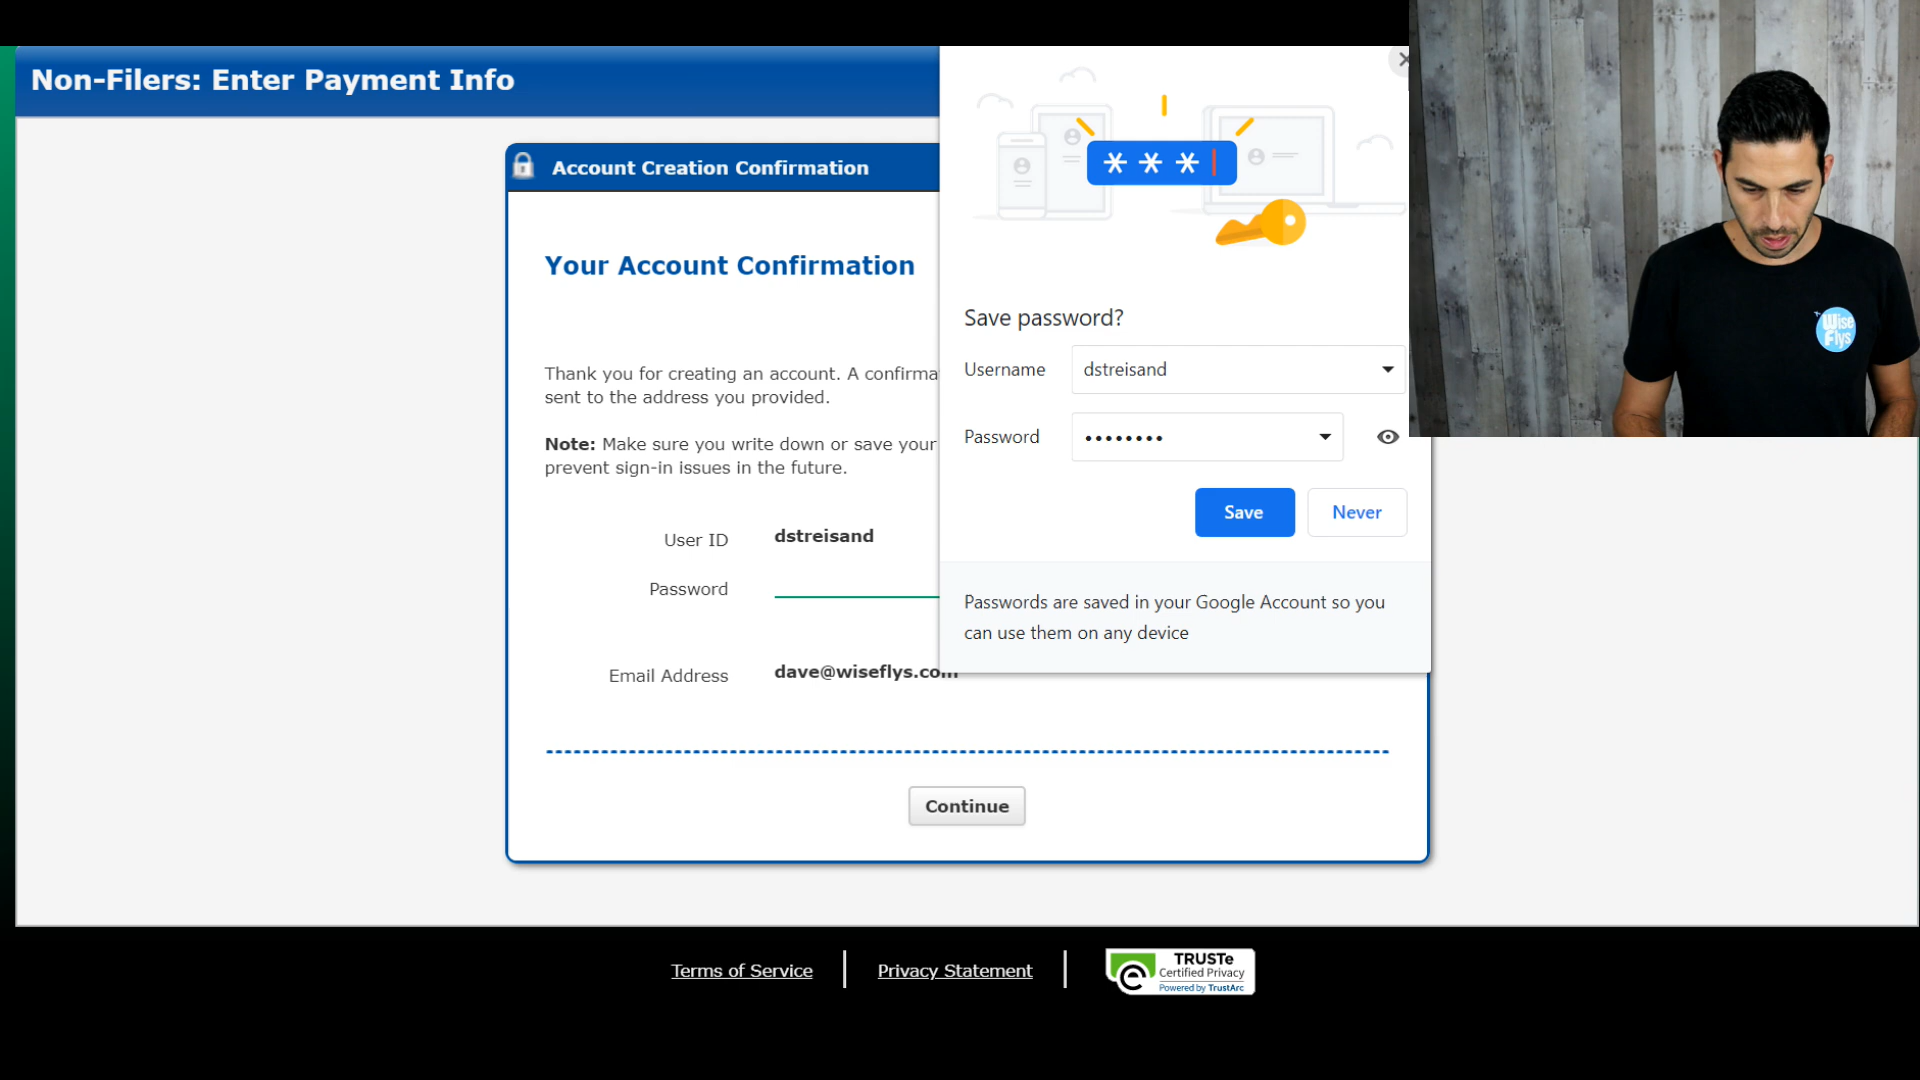 Non-Filers: Enter Payment Info
Account Creation Confirmation
Your Account Confirmation
Thank you for creating an account. A confirma
sent to the address you provided.
Note: Make sure you write down or save your
prevent sign-in issues in the future.
User ID dstreisand
Password
Email Address dave@wiseflys.com
Continue
* * *
Save password?
Username dstreisand
Password ••••••••
Save Never
Passwords are saved in your Google Account so you
can use them on any device
Wise
Flys
Terms of Service Privacy Statement
TRUSTe
Certified Privacy
Powered by TrustArc